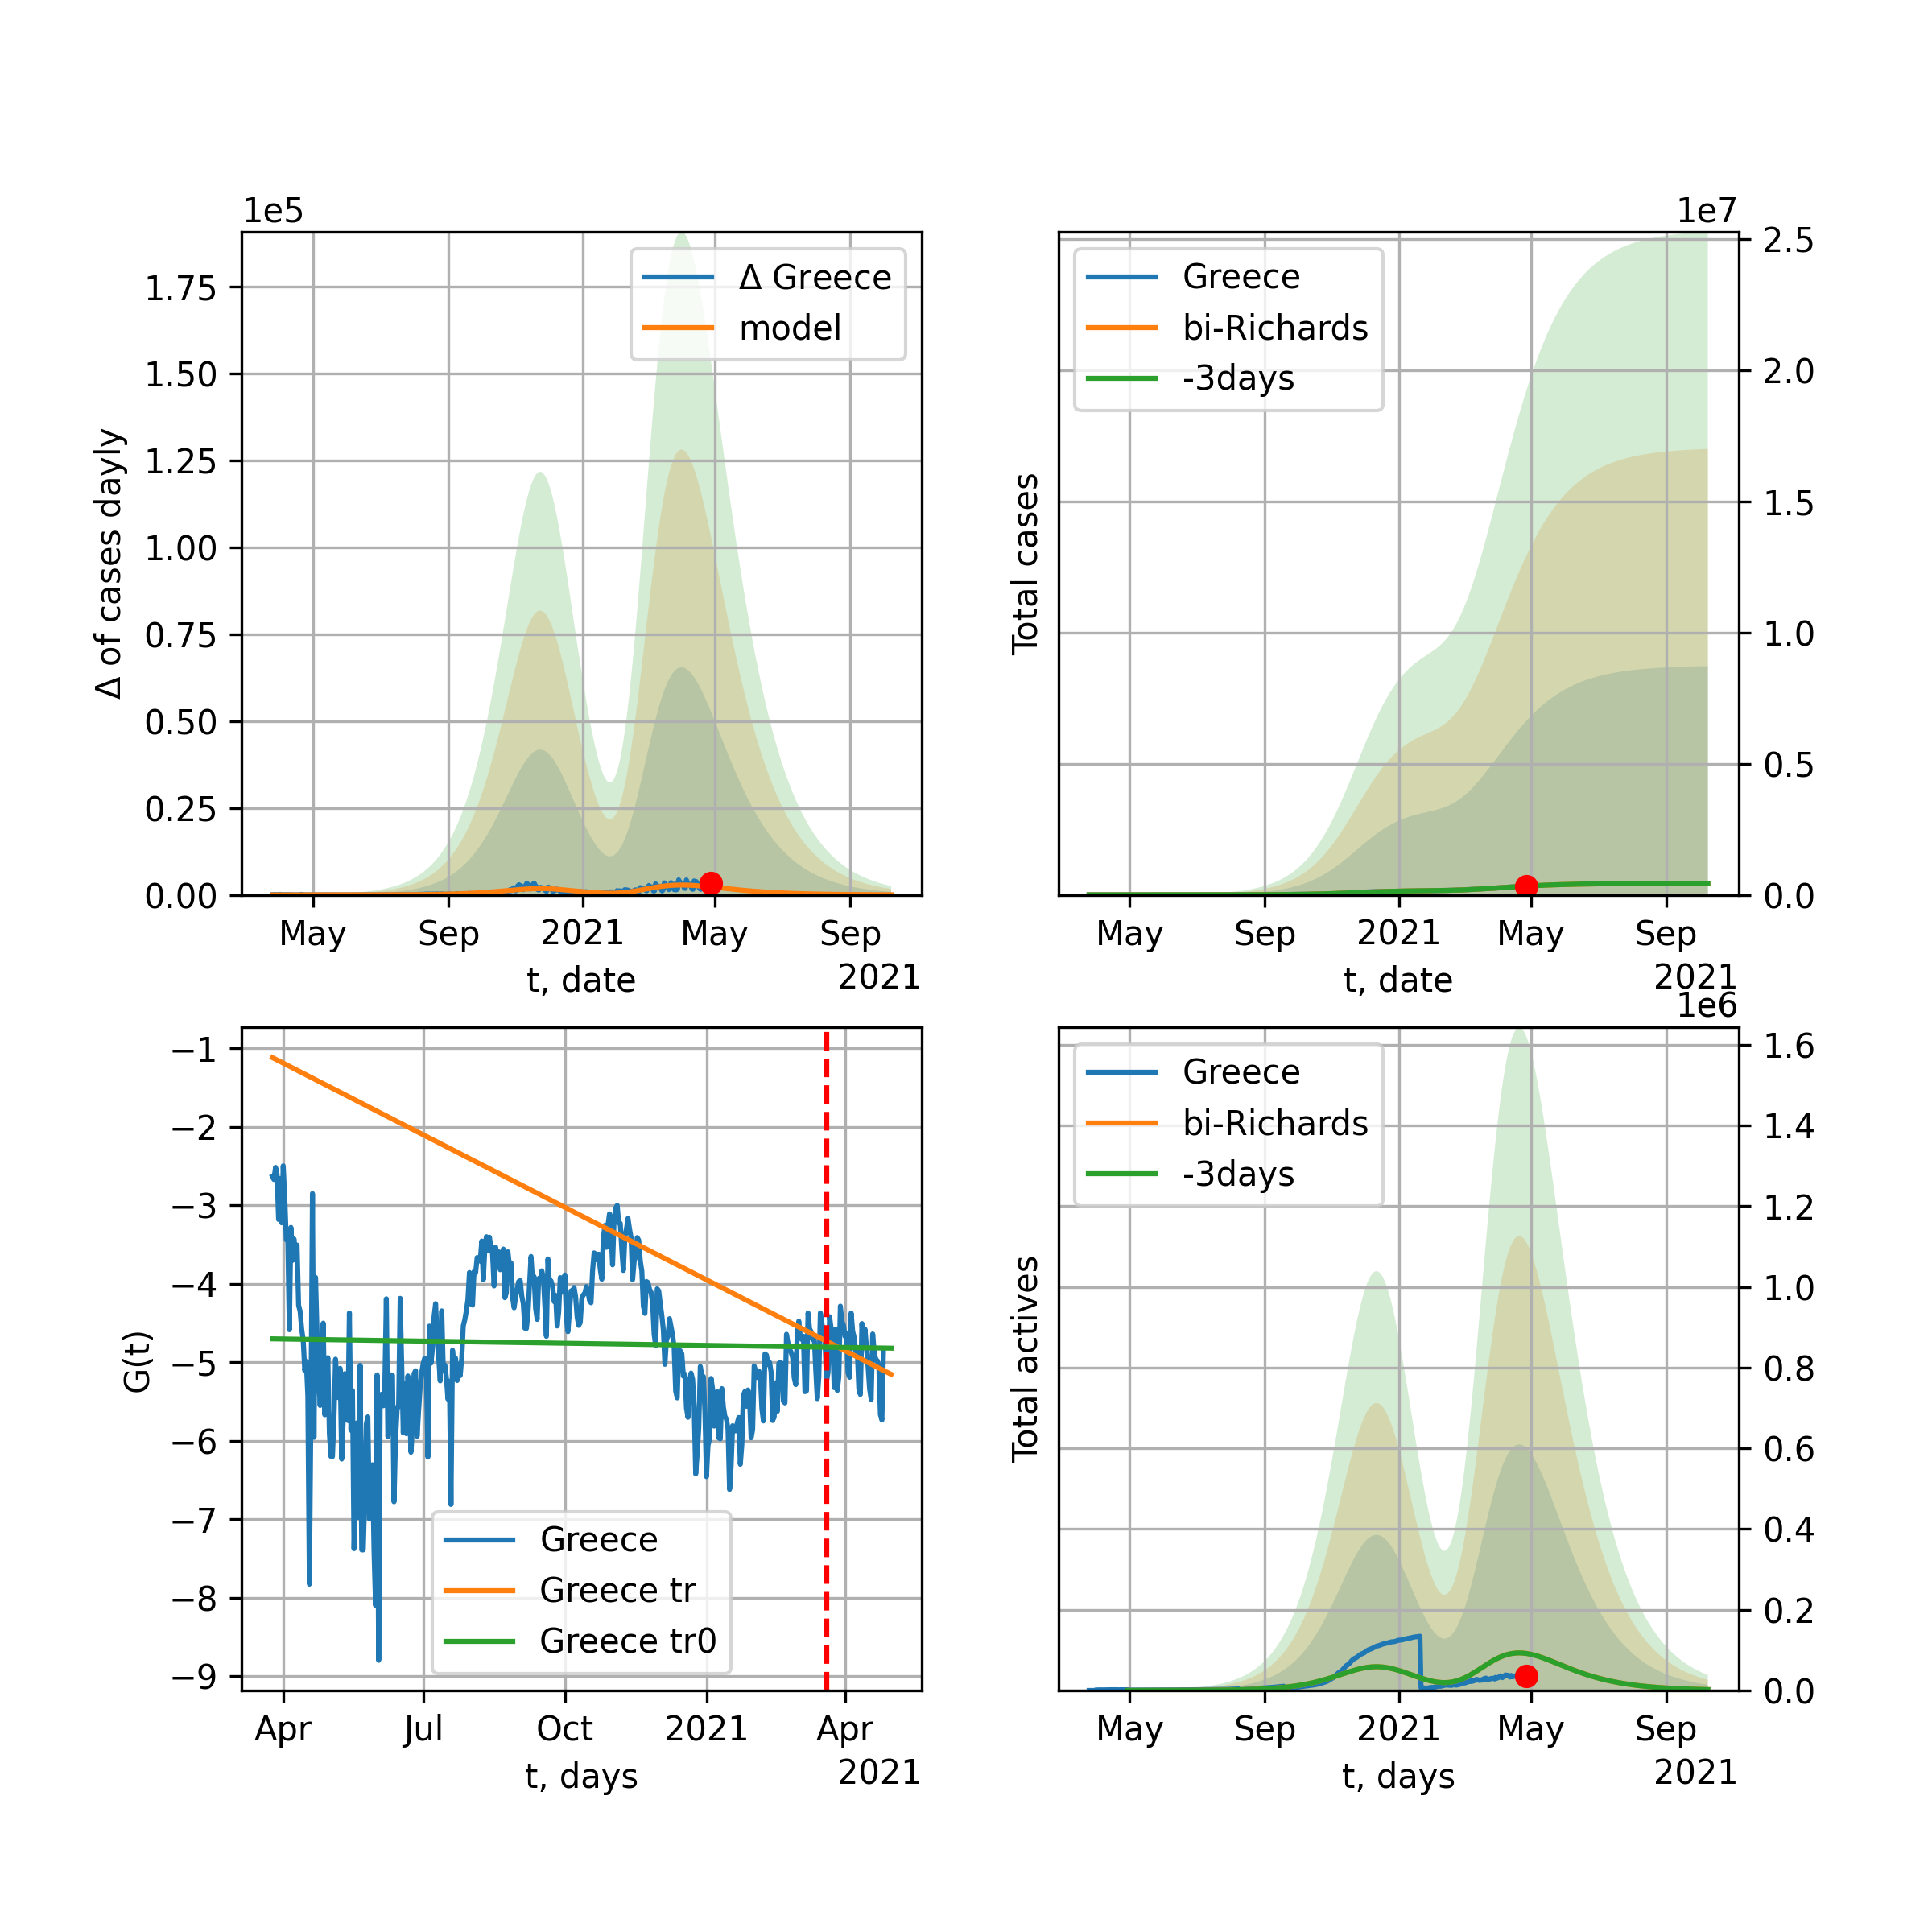 1e5
Δ of cases dayly
1.75
1.50
1.25
1.00
0.75
0.50
0.25
0.00
Δ Greece
model
May Sep 2021 May Sep
t, date
2021
1e7
Total cases
Greece
bi-Richards
-3days
2.5
2.0
1.5
1.0
0.5
0.0
May Sep 2021 May Sep
t, date
2021
G(t)
−1
−2
−3
−4
−5
−6
−7
−8
−9
Greece
Greece tr
Greece tr0
Apr Jul Oct 2021 Apr
t, days
2021
1e6
Total actives
Greece
bi-Richards
-3days
1.6
1.4
1.2
1.0
0.8
0.6
0.4
0.2
0.0
May Sep 2021 May Sep
t, days
2021